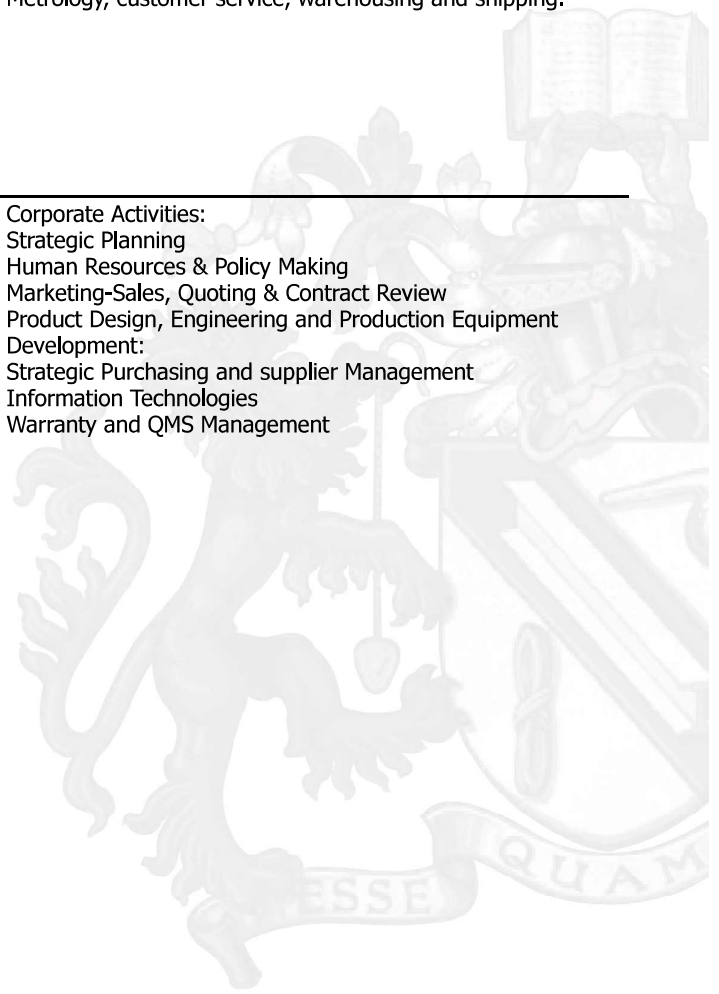 Metrology, customer service, warehousing and shipping.
Corporate Activities:
Strategic Planning
Human Resources & Policy Making
Marketing-Sales, Quoting & Contract Review
Product Design, Engineering and Production Equipment
Development:
Strategic Purchasing and supplier Management
Information Technologies
Warranty and QMS Management
ESSE QUAM